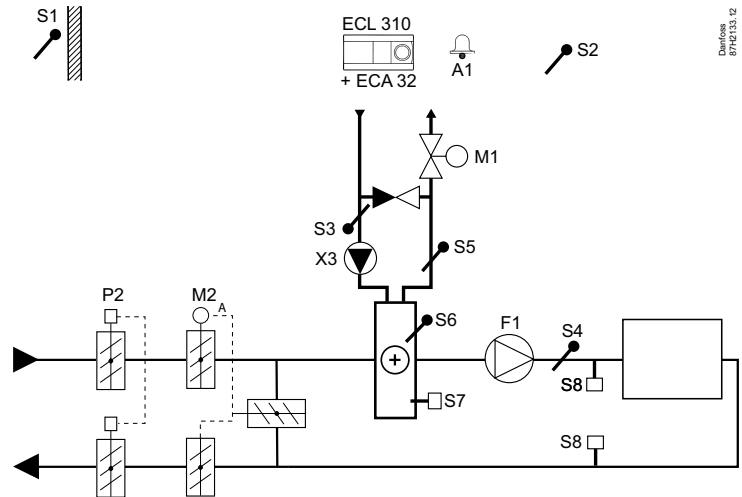 S1
ECL 310
A1
+ ECA 32
S2
Danfoss
87H2133.12
M1
S3
S5
X3
P2
M2
A
S6
F1
S4
S8
S7
S8